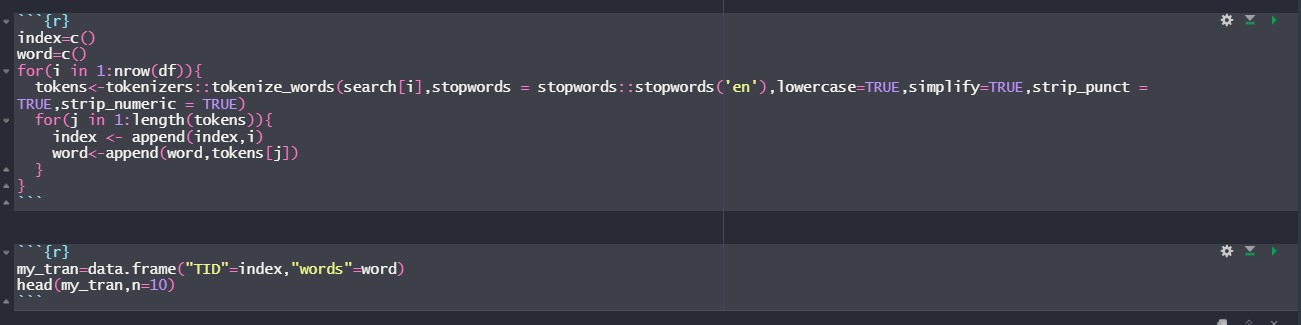 ```{r}
index=c()
word=c()
for(i in 1:nrow(df)){
  tokens<-tokenizers::tokenize_words(search[i],stopwords = stopwords::stopwords('en'),lowercase=TRUE,simplify=TRUE,strip_punct =
TRUE,strip_numeric = TRUE)
  for(j in 1:length(tokens)){
    index <- append(index,i)
    word<-append(word,tokens[j])
  }
}
```
```{r}
my_tran=data.frame("TID"=index,"words"=word)
head(my_tran,n=10)
```